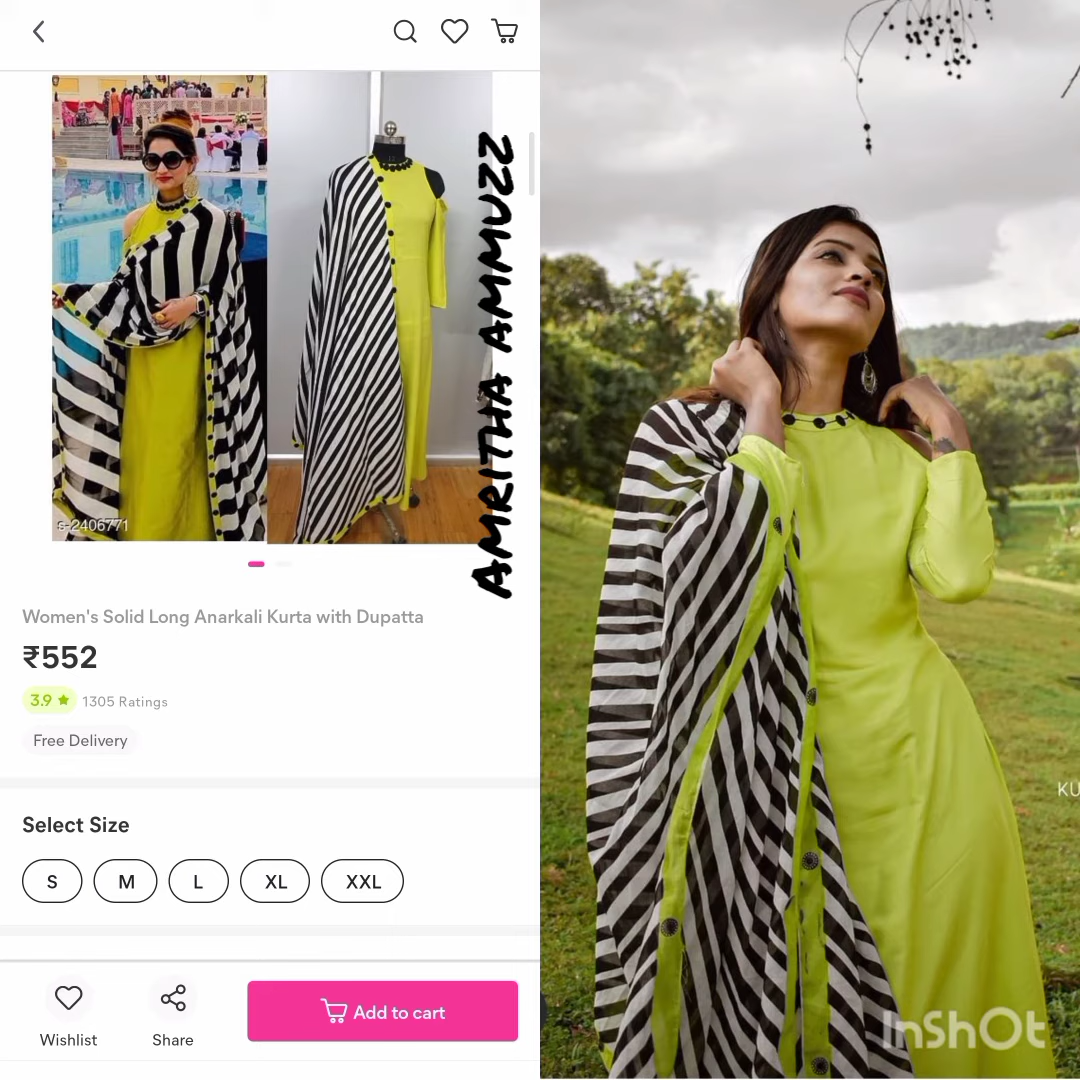 AMRITHA AMMUZZ
s-2406771
Women's Solid Long Anarkali Kurta with Dupatta
₹552
3.9 ★ 1305 Ratings
Free Delivery
Select Size
S M L XL XXL
Wishlist Share Add to cart
KU
InShOt